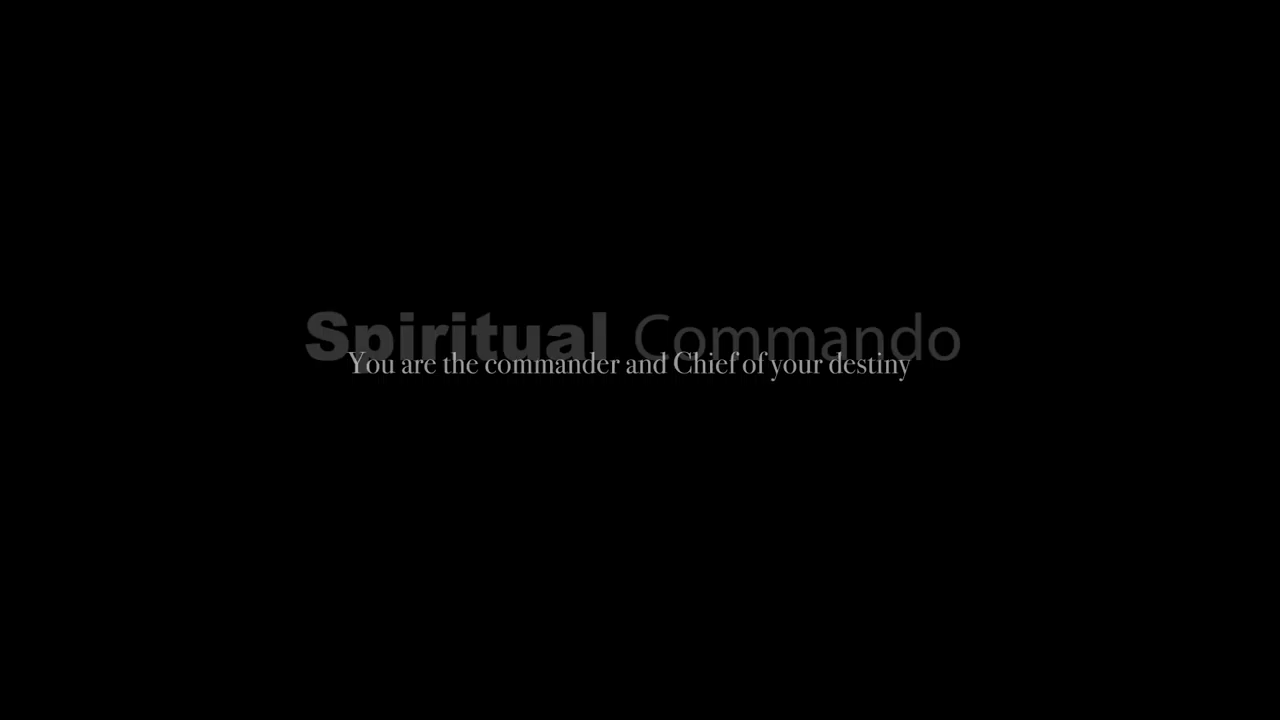 Spiritual Commando
You are the commander and Chief of your destiny